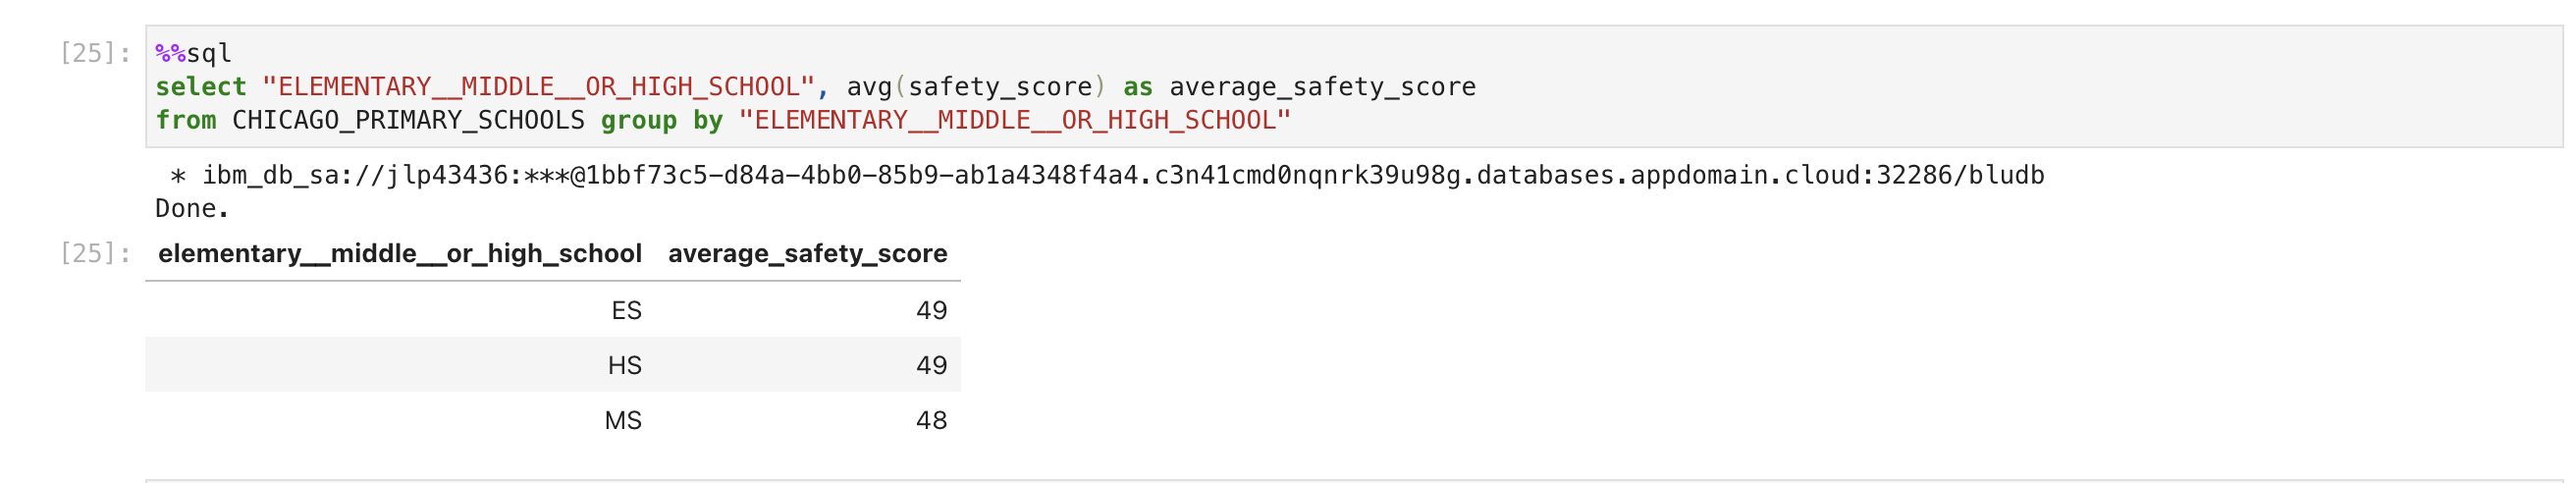 [25]: %%sql
select "ELEMENTARY__MIDDLE__OR_HIGH_SCHOOL", avg(safety_score) as average_safety_score
from CHICAGO_PRIMARY_SCHOOLS group by "ELEMENTARY__MIDDLE__OR_HIGH_SCHOOL"
* ibm_db_sa://jlp43436:***@1bbf73c5-d84a-4bb0-85b9-ab1a4348f4a4.c3n41cmd0nqnrk39u98g.databases.appdomain.cloud:32286/bludb
Done.
[25]: elementary__middle__or_high_school average_safety_score
ES 49
HS 49
MS 48